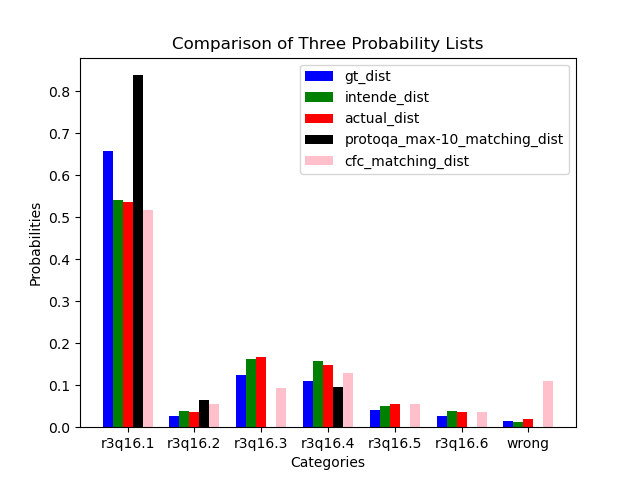 Comparison of Three Probability Lists
gt_dist
intende_dist
actual_dist
protoqa_max-10_matching_dist
cfc_matching_dist
Probabilities
0.8
0.7
0.6
0.5
0.4
0.3
0.2
0.1
0.0
r3q16.1 r3q16.2 r3q16.3 r3q16.4 r3q16.5 r3q16.6 wrong
Categories